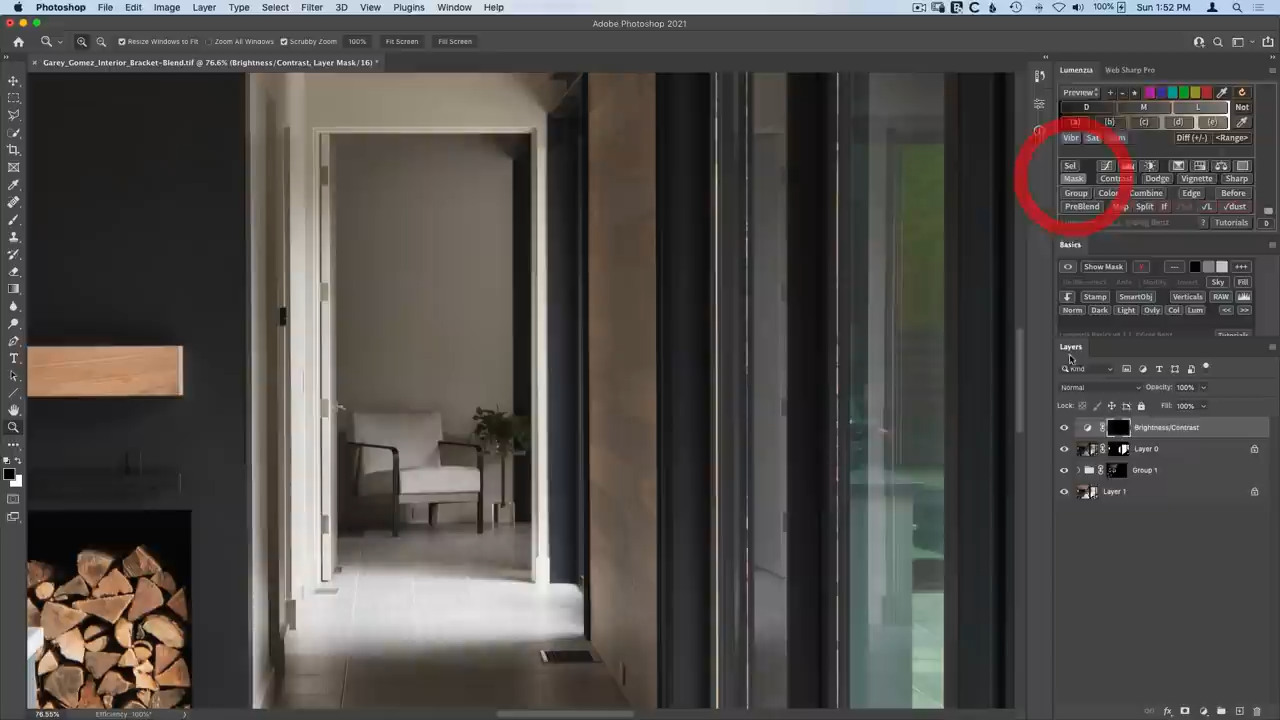 Photoshop File Edit Image Layer Type Select Filter 3D View Plugins Window Help 100% Sun 1:52 PM
Adobe Photoshop 2021
Resize Windows to Fit Zoom All Windows Scrubby Zoom 100% Fit Screen Fill Screen
Garey_Gomez_Interior_Bracket-Blend.tif @ 76.6% (Brightness/Contrast, Layer Mask/16) *
Lumenzia Web Sharp Pro
Preview + -
D M L Not
(a) (b) (c) (d) (e)
Vibr Sat Diff (+/-) <Range>
Sel
Mask Contrast Dodge Vignette Sharp
Group Color Combine Edge Before
PreBlend Map Split If √L √dust
? Tutorials D
Basics
Show Mask --- +++
Sky Fill
Stamp SmartObj Verticals RAW
Norm Dark Light Ovly Col Lum << >>
Layers
Kind
Normal Opacity: 100%
Lock: Fill: 100%
Brightness/Contrast
Layer 0
Group 1
Layer 1
76.55% Efficiency: 100%*